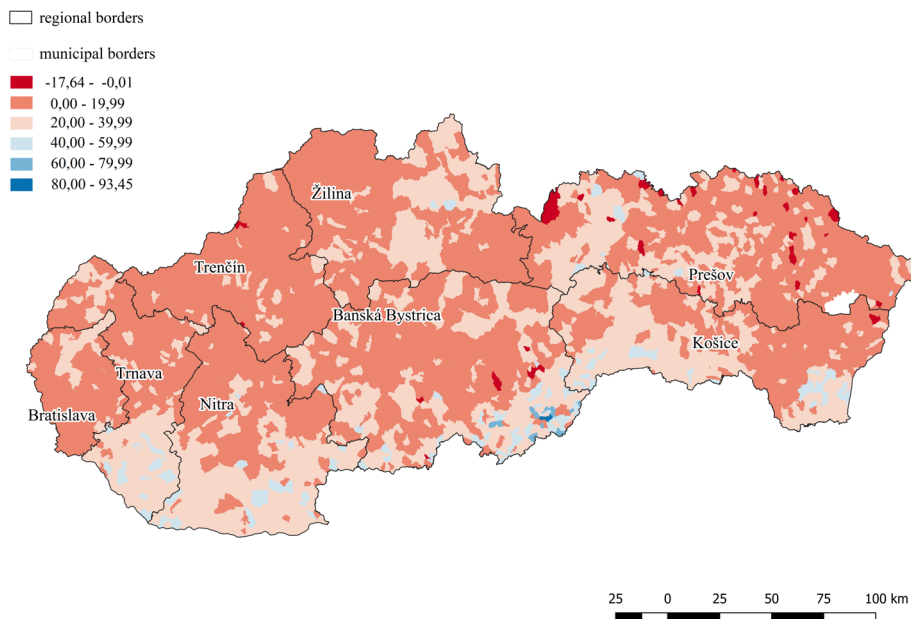 regional borders
municipal borders
-17,64 - -0,01
0,00 - 19,99
20,00 - 39,99
40,00 - 59,99
60,00 - 79,99
80,00 - 93,45
Žilina
Trenčín
Prešov
Banská Bystrica
Košice
Trnava
Nitra
Bratislava
25 0 25 50 75 100 km